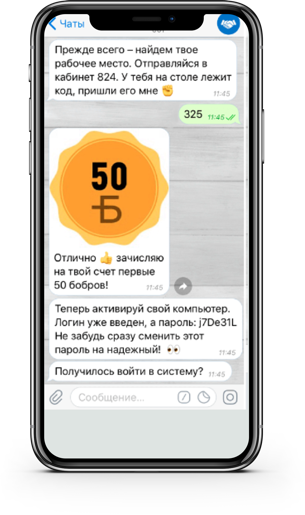 Чаты
Прежде всего – найдем твое
рабочее место. Отправляйся в
кабинет 824. У тебя на столе лежит
код, пришли его мне ✊
11:45
325 11:45
50
Б
Отлично 👍 зачисляю
на твой счет первые
50 бобров!
11:45
Теперь активируй свой компьютер.
Логин уже введен, а пароль: j7De31L
Не забудь сразу сменить этот
пароль на надежный! 👀
11:45
Получилось войти в систему? 11:45
Сообщение...